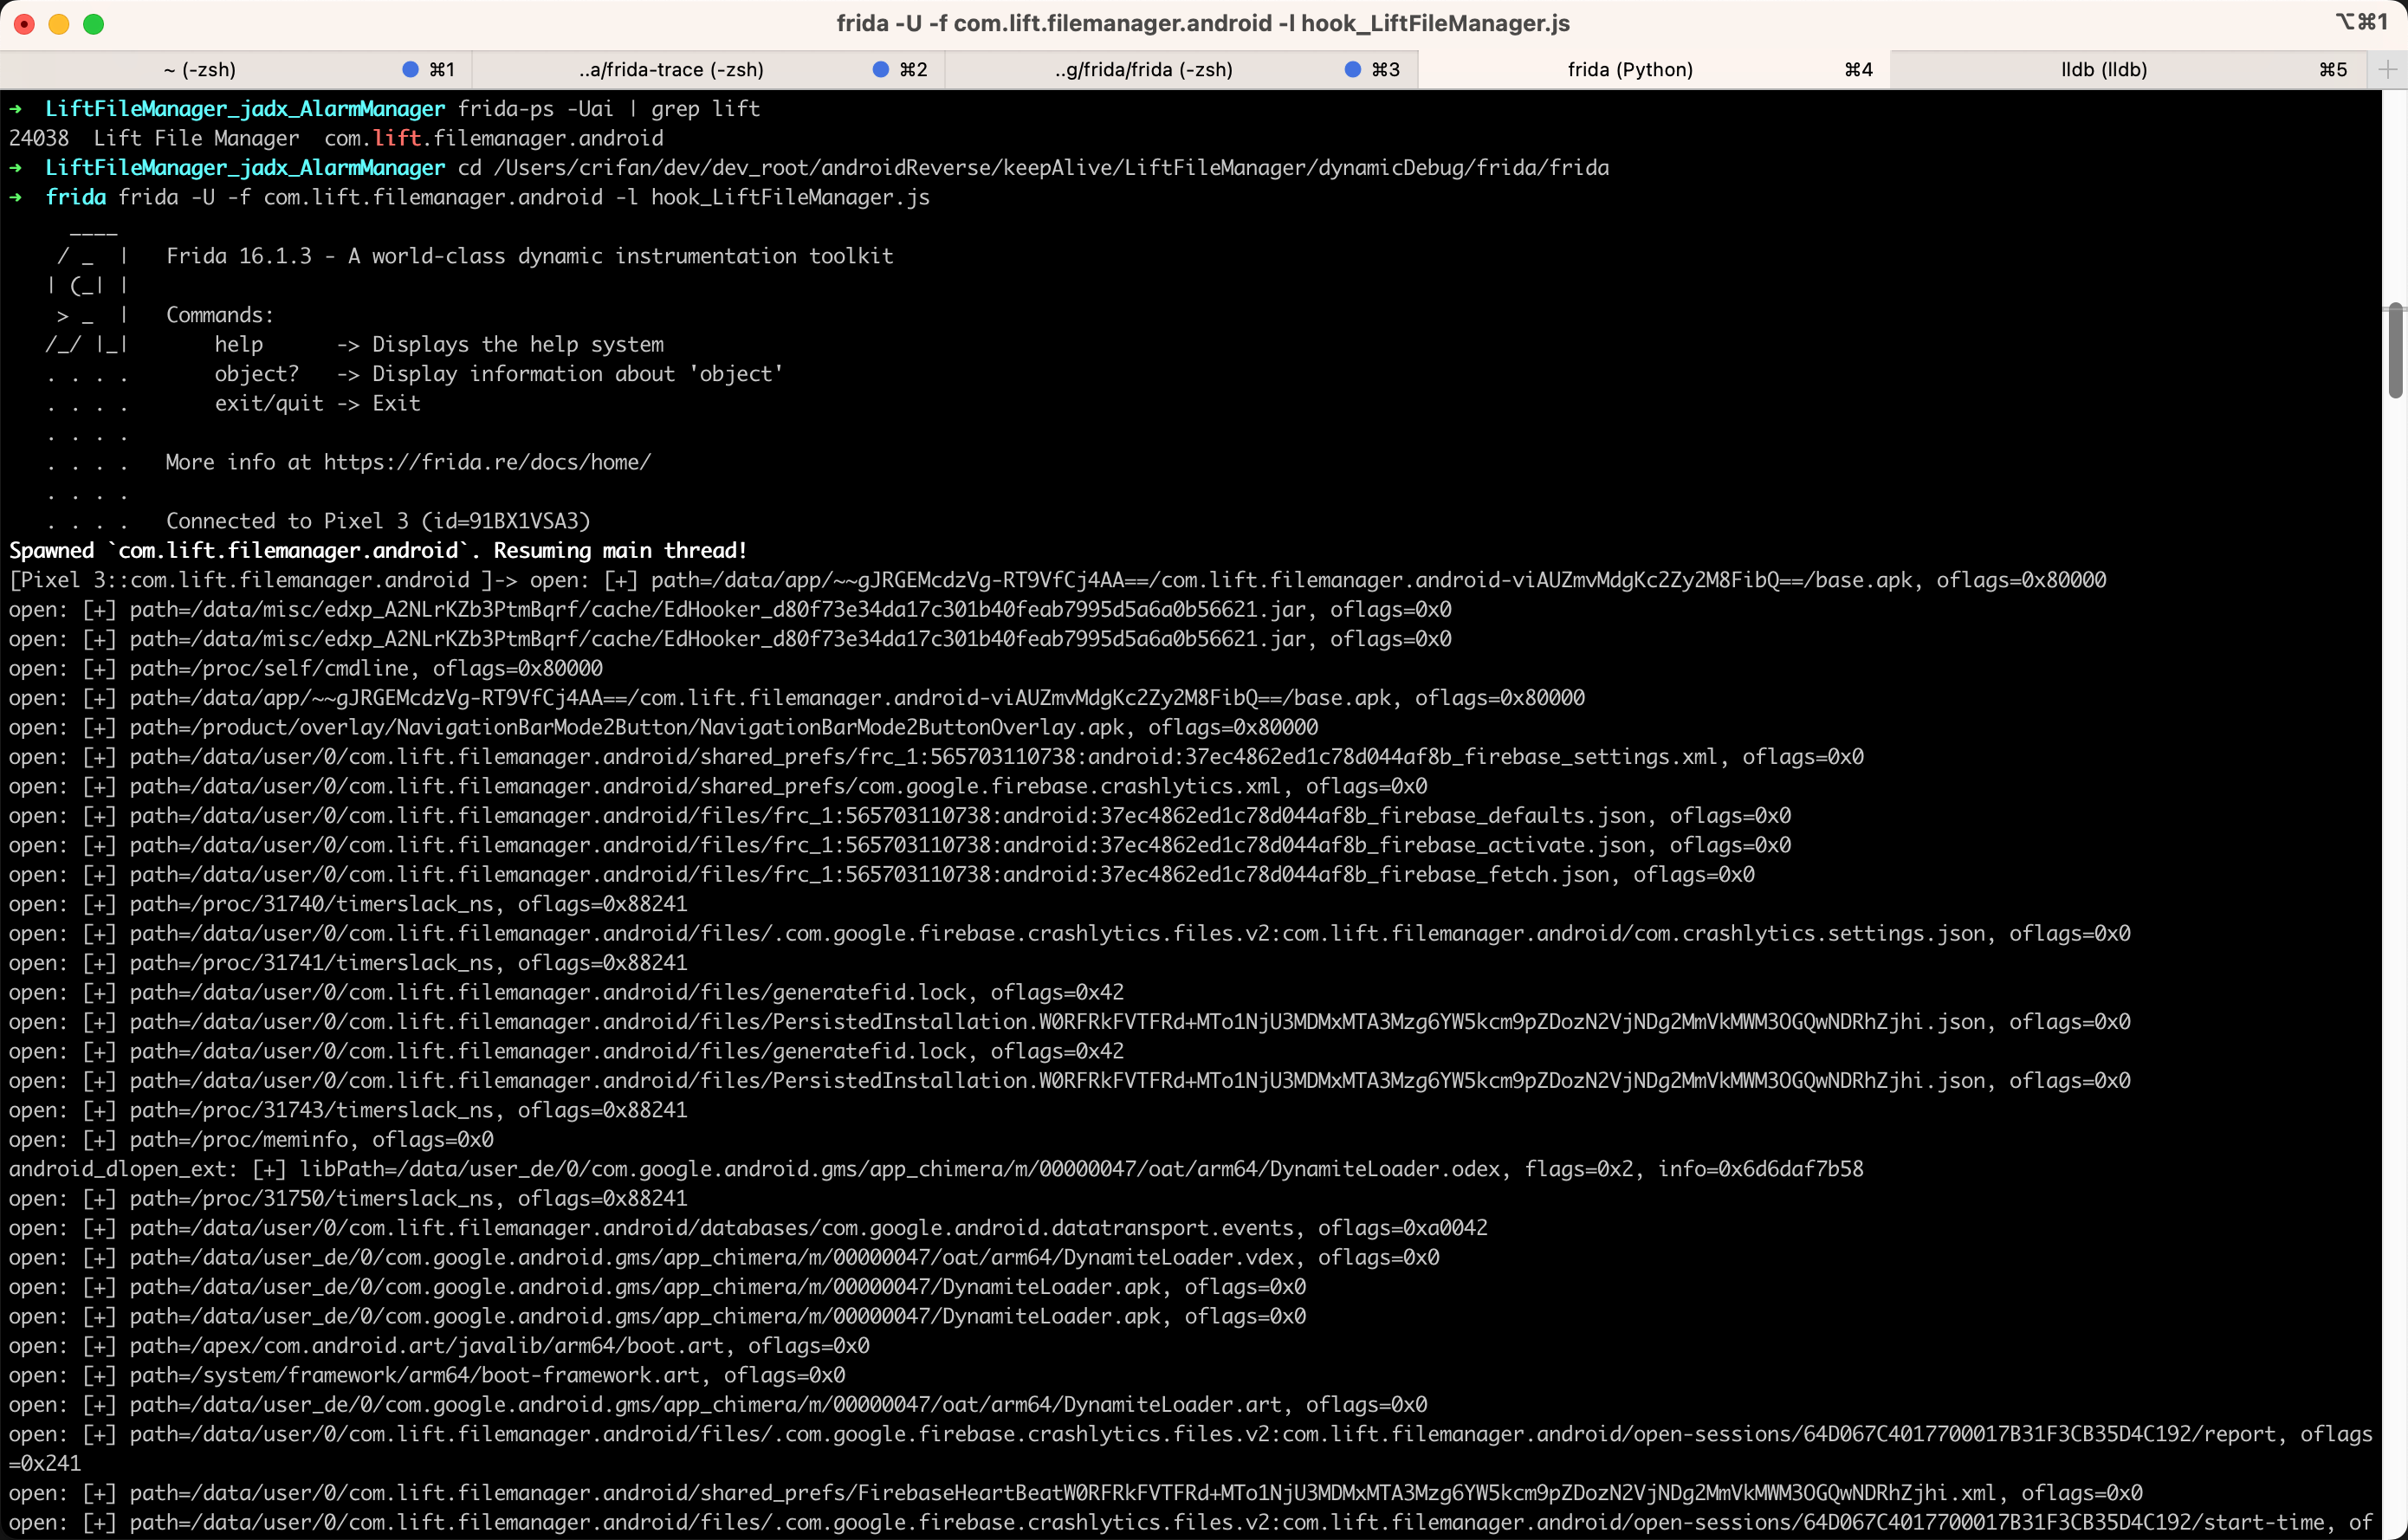 frida -U -f com.lift.filemanager.android -l hook_LiftFileManager.js
⌥⌘1
~ (-zsh) ⌘1 ..a/frida-trace (-zsh) ⌘2 ..g/frida/frida (-zsh) ⌘3 frida (Python) ⌘4 lldb (lldb) ⌘5
→ LiftFileManager_jadx_AlarmManager frida-ps -Uai | grep lift
24038  Lift File Manager  com.lift.filemanager.android
→ LiftFileManager_jadx_AlarmManager cd /Users/crifan/dev/dev_root/androidReverse/keepAlive/LiftFileManager/dynamicDebug/frida/frida
→ frida frida -U -f com.lift.filemanager.android -l hook_LiftFileManager.js
     ____
    / _  |   Frida 16.1.3 - A world-class dynamic instrumentation toolkit
   | (_| |
    > _  |   Commands:
   /_/ |_|       help      -> Displays the help system
   . . . .       object?   -> Display information about 'object'
   . . . .       exit/quit -> Exit
   . . . .
   . . . .   More info at https://frida.re/docs/home/
   . . . .
   . . . .   Connected to Pixel 3 (id=91BX1VSA3)
Spawned `com.lift.filemanager.android`. Resuming main thread!
[Pixel 3::com.lift.filemanager.android ]-> open: [+] path=/data/app/~~gJRGEMcdzVg-RT9VfCj4AA==/com.lift.filemanager.android-viAUZmvMdgKc2Zy2M8FibQ==/base.apk, oflags=0x80000
open: [+] path=/data/misc/edxp_A2NLrKZb3PtmBqrf/cache/EdHooker_d80f73e34da17c301b40feab7995d5a6a0b56621.jar, oflags=0x0
open: [+] path=/data/misc/edxp_A2NLrKZb3PtmBqrf/cache/EdHooker_d80f73e34da17c301b40feab7995d5a6a0b56621.jar, oflags=0x0
open: [+] path=/proc/self/cmdline, oflags=0x80000
open: [+] path=/data/app/~~gJRGEMcdzVg-RT9VfCj4AA==/com.lift.filemanager.android-viAUZmvMdgKc2Zy2M8FibQ==/base.apk, oflags=0x80000
open: [+] path=/product/overlay/NavigationBarMode2Button/NavigationBarMode2ButtonOverlay.apk, oflags=0x80000
open: [+] path=/data/user/0/com.lift.filemanager.android/shared_prefs/frc_1:565703110738:android:37ec4862ed1c78d044af8b_firebase_settings.xml, oflags=0x0
open: [+] path=/data/user/0/com.lift.filemanager.android/shared_prefs/com.google.firebase.crashlytics.xml, oflags=0x0
open: [+] path=/data/user/0/com.lift.filemanager.android/files/frc_1:565703110738:android:37ec4862ed1c78d044af8b_firebase_defaults.json, oflags=0x0
open: [+] path=/data/user/0/com.lift.filemanager.android/files/frc_1:565703110738:android:37ec4862ed1c78d044af8b_firebase_activate.json, oflags=0x0
open: [+] path=/data/user/0/com.lift.filemanager.android/files/frc_1:565703110738:android:37ec4862ed1c78d044af8b_firebase_fetch.json, oflags=0x0
open: [+] path=/proc/31740/timerslack_ns, oflags=0x88241
open: [+] path=/data/user/0/com.lift.filemanager.android/files/.com.google.firebase.crashlytics.files.v2:com.lift.filemanager.android/com.crashlytics.settings.json, oflags=0x0
open: [+] path=/proc/31741/timerslack_ns, oflags=0x88241
open: [+] path=/data/user/0/com.lift.filemanager.android/files/generatefid.lock, oflags=0x42
open: [+] path=/data/user/0/com.lift.filemanager.android/files/PersistedInstallation.W0RFRkFVTFRd+MTo1NjU3MDMxMTA3Mzg6YW5kcm9pZDozN2VjNDg2MmVkMWM3OGQwNDRhZjhi.json, oflags=0x0
open: [+] path=/data/user/0/com.lift.filemanager.android/files/generatefid.lock, oflags=0x42
open: [+] path=/data/user/0/com.lift.filemanager.android/files/PersistedInstallation.W0RFRkFVTFRd+MTo1NjU3MDMxMTA3Mzg6YW5kcm9pZDozN2VjNDg2MmVkMWM3OGQwNDRhZjhi.json, oflags=0x0
open: [+] path=/proc/31743/timerslack_ns, oflags=0x88241
open: [+] path=/proc/meminfo, oflags=0x0
android_dlopen_ext: [+] libPath=/data/user_de/0/com.google.android.gms/app_chimera/m/00000047/oat/arm64/DynamiteLoader.odex, flags=0x2, info=0x6d6daf7b58
open: [+] path=/proc/31750/timerslack_ns, oflags=0x88241
open: [+] path=/data/user/0/com.lift.filemanager.android/databases/com.google.android.datatransport.events, oflags=0xa0042
open: [+] path=/data/user_de/0/com.google.android.gms/app_chimera/m/00000047/oat/arm64/DynamiteLoader.vdex, oflags=0x0
open: [+] path=/data/user_de/0/com.google.android.gms/app_chimera/m/00000047/DynamiteLoader.apk, oflags=0x0
open: [+] path=/data/user_de/0/com.google.android.gms/app_chimera/m/00000047/DynamiteLoader.apk, oflags=0x0
open: [+] path=/apex/com.android.art/javalib/arm64/boot.art, oflags=0x0
open: [+] path=/system/framework/arm64/boot-framework.art, oflags=0x0
open: [+] path=/data/user_de/0/com.google.android.gms/app_chimera/m/00000047/oat/arm64/DynamiteLoader.art, oflags=0x0
open: [+] path=/data/user/0/com.lift.filemanager.android/files/.com.google.firebase.crashlytics.files.v2:com.lift.filemanager.android/open-sessions/64D067C4017700017B31F3CB35D4C192/report, oflags
=0x241
open: [+] path=/data/user/0/com.lift.filemanager.android/shared_prefs/FirebaseHeartBeatW0RFRkFVTFRd+MTo1NjU3MDMxMTA3Mzg6YW5kcm9pZDozN2VjNDg2MmVkMWM3OGQwNDRhZjhi.xml, oflags=0x0
open: [+] path=/data/user/0/com.lift.filemanager.android/files/.com.google.firebase.crashlytics.files.v2:com.lift.filemanager.android/open-sessions/64D067C4017700017B31F3CB35D4C192/start-time, of